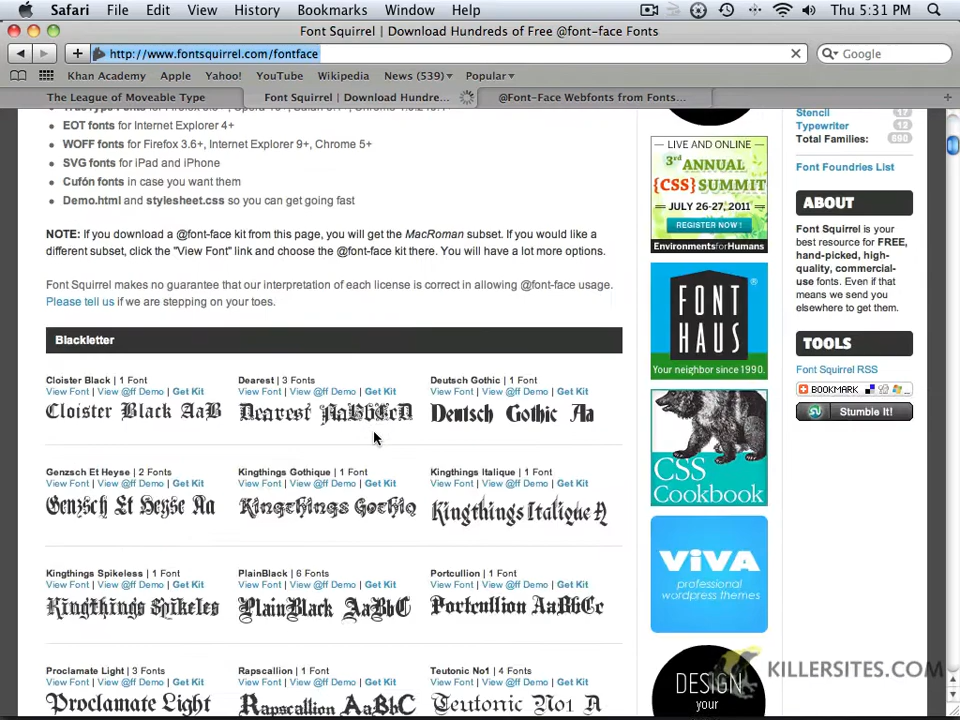 Safari File Edit View History Bookmarks Window Help Thu 5:31 PM
Font Squirrel | Download Hundreds of Free @font-face Fonts
http://www.fontsquirrel.com/fontface
Google
Khan Academy Apple Yahoo! YouTube Wikipedia News (539) Popular
The League of Moveable Type
Font Squirrel | Download Hundre...
@Font-Face Webfonts from Fonts...
EOT fonts for Internet Explorer 4+
WOFF fonts for Firefox 3.6+, Internet Explorer 9+, Chrome 5+
SVG fonts for iPad and iPhone
Cufón fonts in case you want them
Demo.html and stylesheet.css so you can get going fast
NOTE: If you download a @font-face kit from this page, you will get the MacRoman subset. If you would like a
different subset, click the "View Font" link and choose the @font-face kit there. You will have a lot more options.
Font Squirrel makes no guarantee that our interpretation of each license is correct in allowing @font-face usage.
Please tell us if we are stepping on your toes.
Blackletter
Cloister Black | 1 Font
View Font | View @ff Demo | Get Kit
Cloister Black AaB
Dearest | 3 Fonts
View Font | View @ff Demo | Get Kit
Dearest AaBbCcD
Deutsch Gothic | 1 Font
View Font | View @ff Demo | Get Kit
Deutsch Gothic Aa
Genzsch Et Heyse | 2 Fonts
View Font | View @ff Demo | Get Kit
Genzsch Et Heyse Aa
Kingthings Gothique | 1 Font
View Font | View @ff Demo | Get Kit
Kingthings Gothiq
Kingthings Italique | 1 Font
View Font | View @ff Demo | Get Kit
Kingthings Italique A
Kingthings Spikeless | 1 Font
View Font | View @ff Demo | Get Kit
Kingthings Spikeles
PlainBlack | 6 Fonts
View Font | View @ff Demo | Get Kit
PlainBlack AaBbC
Portcullion | 1 Font
View Font | View @ff Demo | Get Kit
Portcullion AaBbCc
Proclamate Light | 3 Fonts
View Font | View @ff Demo | Get Kit
Proclamate Light
Rapscallion | 1 Font
View Font | View @ff Demo | Get Kit
Rapscallion AaBbC
Teutonic No1 | 4 Fonts
View Font | View @ff Demo | Get Kit
Teutonic No1 A
LIVE AND ONLINE
3rd ANNUAL
{CSS} SUMMIT
JULY 26-27, 2011
REGISTER NOW!
Environments for Humans
FONT
HAUS
®
Your neighbor since 1990.
CSS
Cookbook
ViVA
professional
wordpress themes
DESIGN
your
Stencil 17
Typewriter 13
Total Families: 690
Font Foundries List
ABOUT
Font Squirrel is your
best resource for FREE,
hand-picked, high-
quality, commercial-
use fonts. Even if that
means we send you
elsewhere to get them.
TOOLS
Font Squirrel RSS
BOOKMARK
Stumble It!
KILLERSITES.COM